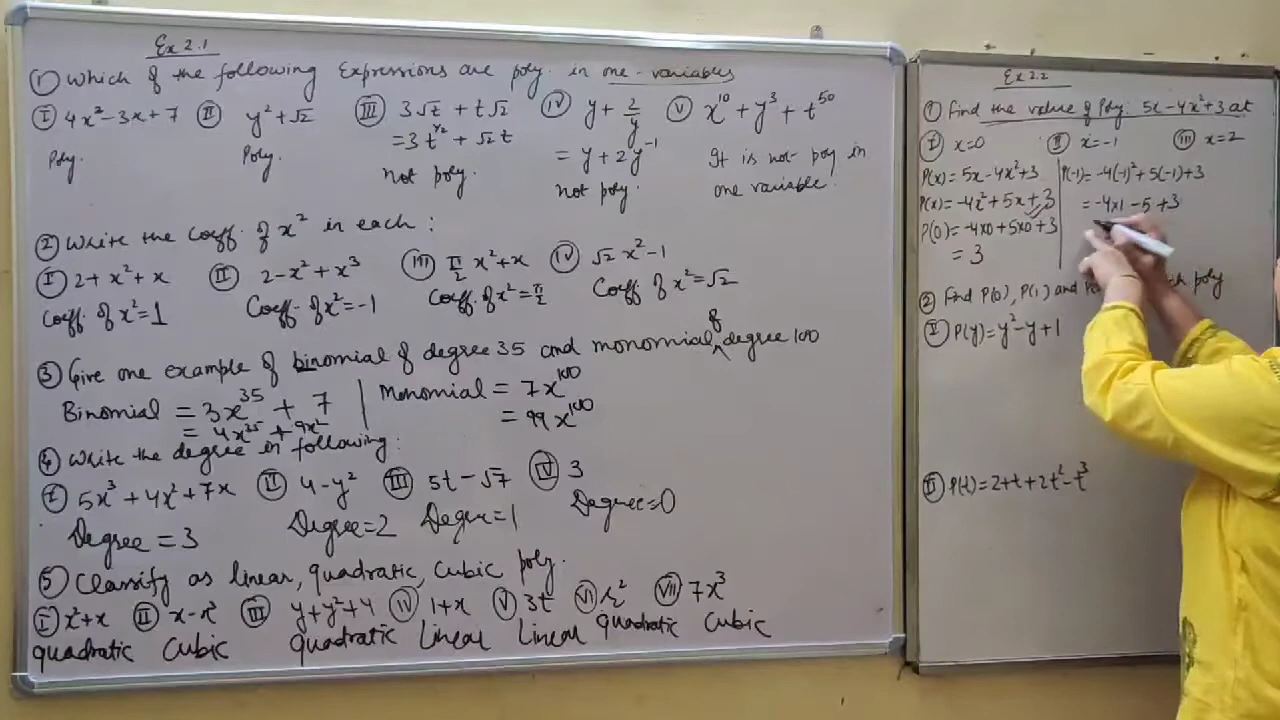 Ex 2.1
① Which of the following Expressions are poly. in one-variables
Ⅰ 4x²-3x+7 Ⅱ y²+√2 Ⅲ 3√t + t√2 Ⅳ y+2/y Ⅴ x¹⁰+y³+t⁵⁰
Poly. Poly. =3t^½+√2t = y+2y⁻¹ It is not poly in
not poly. not poly. one variable.
② Write the Coeff. of x² in each:
Ⅰ 2+x²+x Ⅱ 2-x²+x³ Ⅲ π/2 x²+x Ⅳ √2 x²-1
Coeff. of x²=1 Coeff. of x²=-1 Coeff of x²=π/2 Coeff of x²=√2
③ Give one example of binomial of degree 35 and monomial of degree 100
Binomial = 3x³⁵ + 7 Monomial = 7x¹⁰⁰
= 4x³⁵ + 9x² = 99x¹⁰⁰
④ Write the degree in following:
Ⅰ 5x³+4x²+7x Ⅱ 4-y² Ⅲ 5t-√7 Ⅳ 3
Degree=3 Degree=2 Degree=1 Degree=0
⑤ Classify as linear, quadratic, Cubic poly.
Ⅰ x²+x Ⅱ x-x³ Ⅲ y+y²+4 Ⅳ 1+x Ⅴ 3t Ⅵ r² Ⅶ 7x³
quadratic Cubic quadratic linear linear quadratic Cubic
Ex 2.2
① Find the value of Poly. 5x-4x²+3 at
Ⅰ x=0 Ⅱ x=-1 Ⅲ x=2
P(x)=5x-4x²+3 P(-1)=-4(-1)²+5(-1)+3
P(x)=-4x²+5x+3 =-4x1-5+3
P(0)=-4x0+5x0+3
= 3
② Find P(0), P(1) and poly
Ⅰ P(y)=y²-y+1
Ⅱ P(t)=2+t+2t²-t³